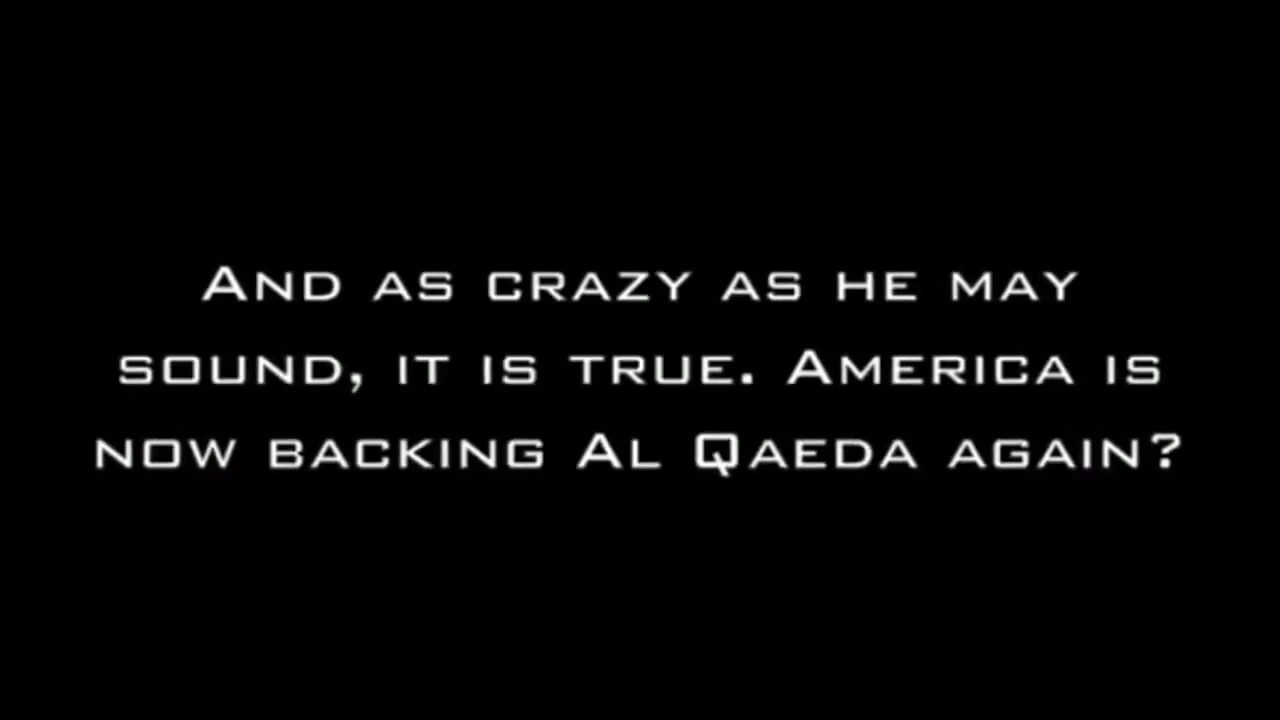 And as crazy as he may
sound, it is true. America is
now backing Al Qaeda again?